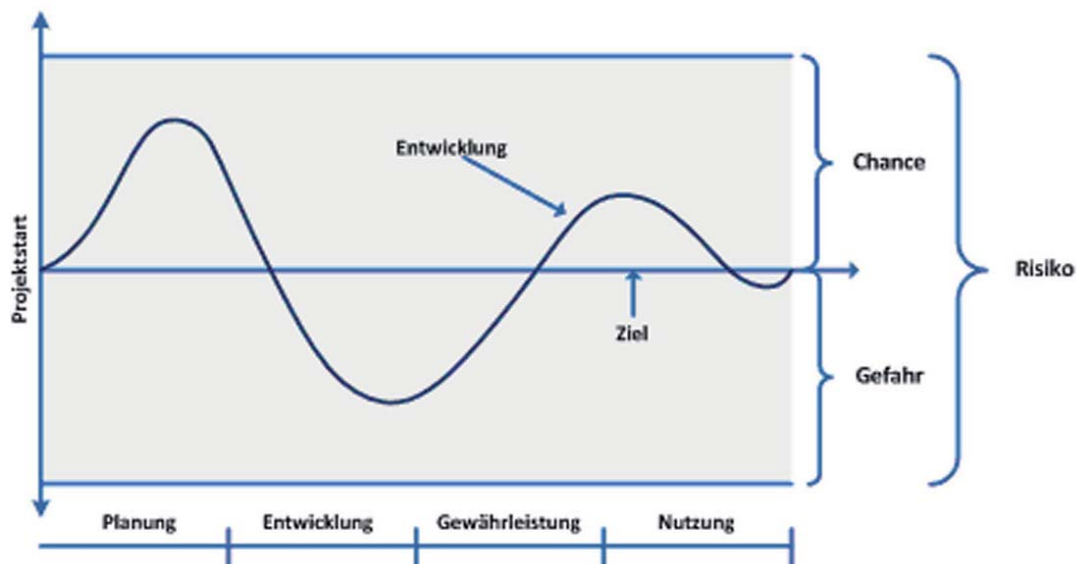 Entwicklung
Chance
Projektstart
Risiko
Ziel
Gefahr
Planung
Entwicklung
Gewährleistung
Nutzung